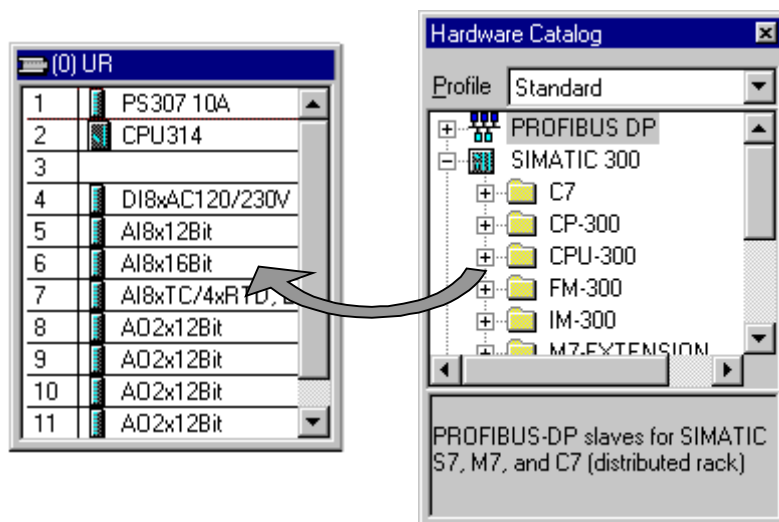 (0) UR
1 PS307 10A
2 CPU314
3
4 DI8xAC120/230V
5 AI8x12Bit
6 AI8x16Bit
7 AI8xTC/4xRTD,
8 AO2x12Bit
9 AO2x12Bit
10 AO2x12Bit
11 AO2x12Bit
Hardware Catalog
Profile Standard
PROFIBUS DP
SIMATIC 300
C7
CP-300
CPU-300
FM-300
IM-300
M7-EXTENSION
PROFIBUS-DP slaves for SIMATIC
S7, M7, and C7 (distributed rack)